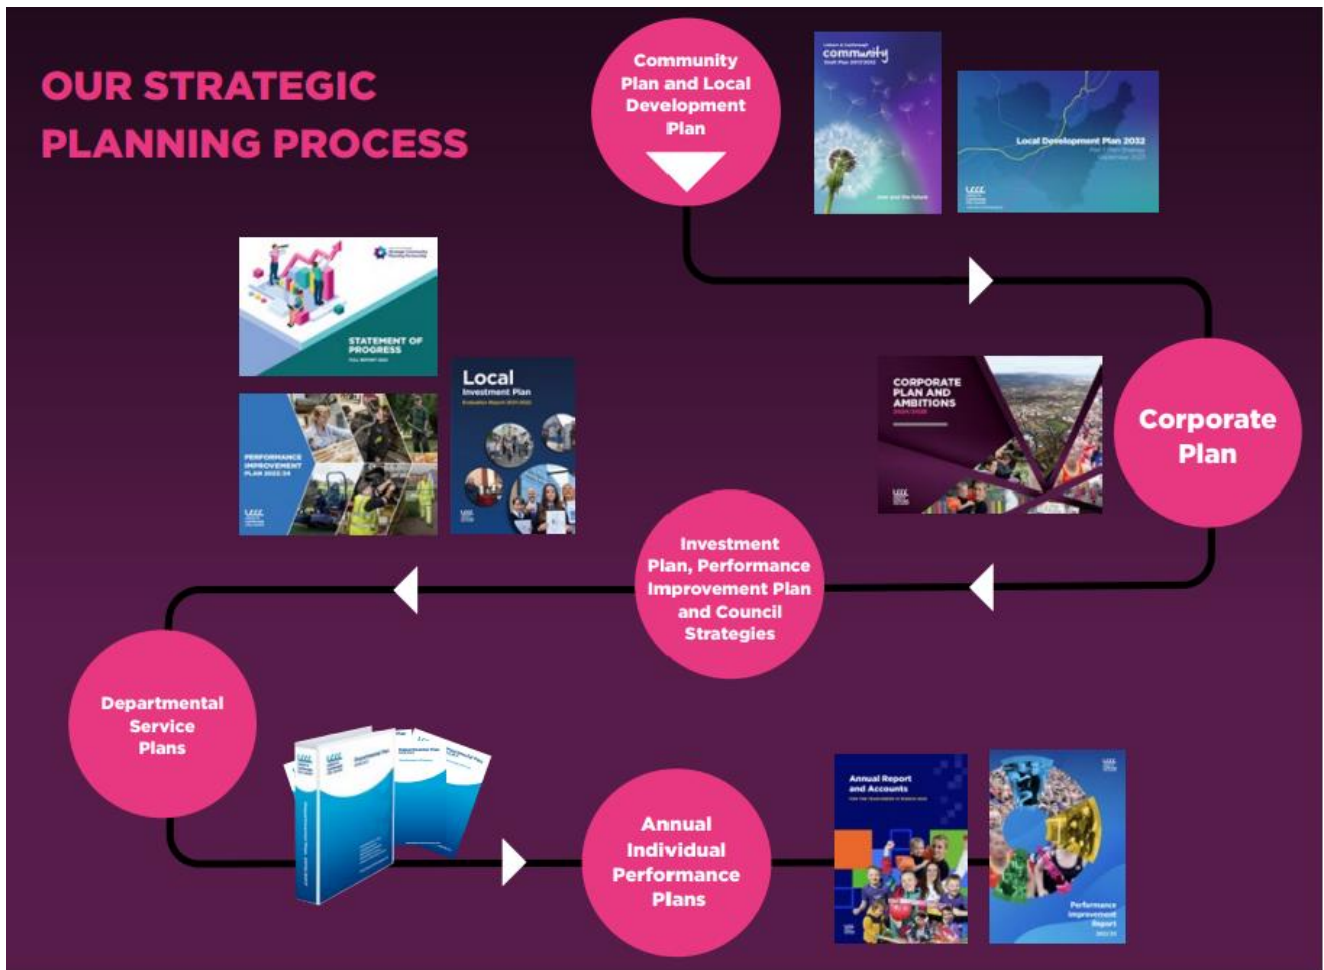 OUR STRATEGIC
PLANNING PROCESS
Community
Plan and Local
Development
Plan
community
Local Development Plan 2032
STATEMENT OF
PROGRESS
PERFORMANCE
IMPROVEMENT
Local
Investment Plan
CORPORATE
PLAN AND
AMBITIONS
Corporate
Plan
Investment
Plan, Performance
Improvement Plan
and Council
Strategies
Departmental
Service
Plans
Annual
Individual
Performance
Plans
Annual Report
and Accounts
Performance
Improvement
Report